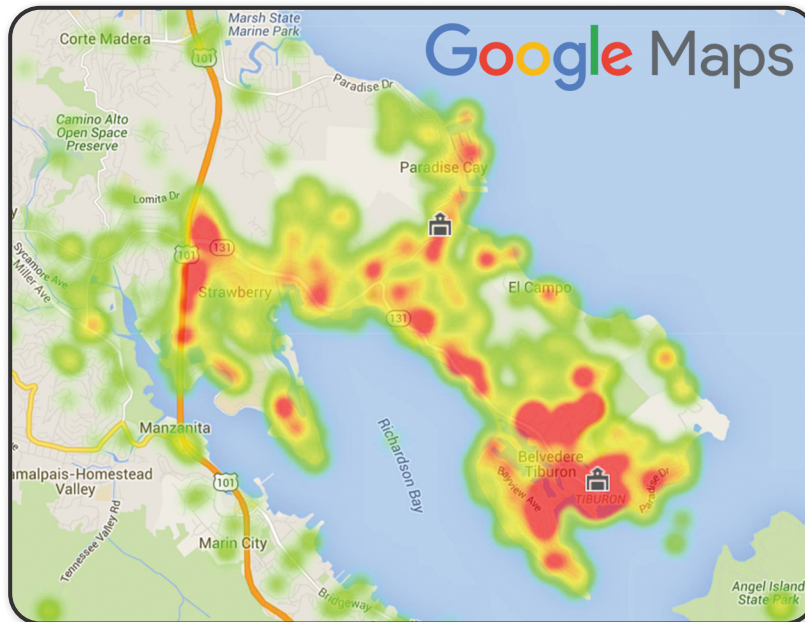 Marsh State
Marine Park
Corte Madera
Google Maps
101
Paradise Dr
Camino Alto
Open Space
Preserve
Paradise Cay
Lomita Dr
y
131
101
Sycamore Ave
Miller Ave
Strawberry
El Campo
131
Richardson Bay
Manzanita
Belvedere
Tiburon
Bayview Ave
TIBURON
Paradise Dr
amalpais-Homestead
Valley
101
Tennessee Valley Rd
Marin City
Bridgeway
Angel Island
State Park